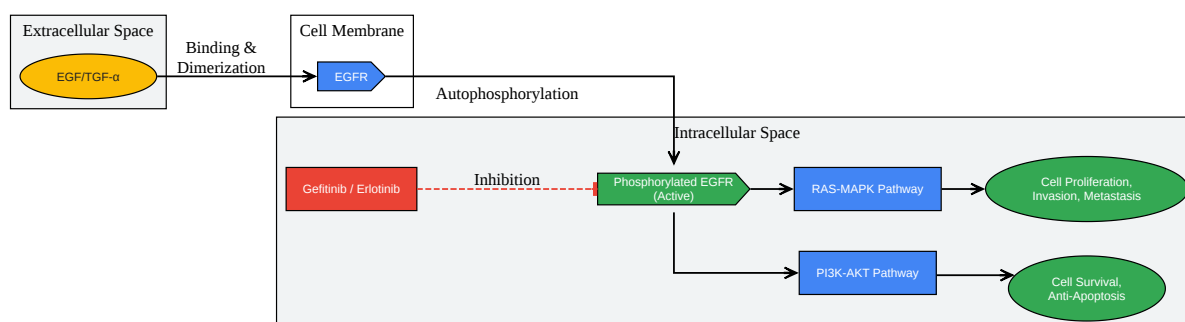 Extracellular Space
EGF/TGF-α
Binding &
Dimerization
Cell Membrane
EGFR
Autophosphorylation
Intracellular Space
Gefitinib / Erlotinib
Inhibition
Phosphorylated EGFR
(Active)
RAS-MAPK Pathway
Cell Proliferation,
Invasion, Metastasis
PI3K-AKT Pathway
Cell Survival,
Anti-Apoptosis